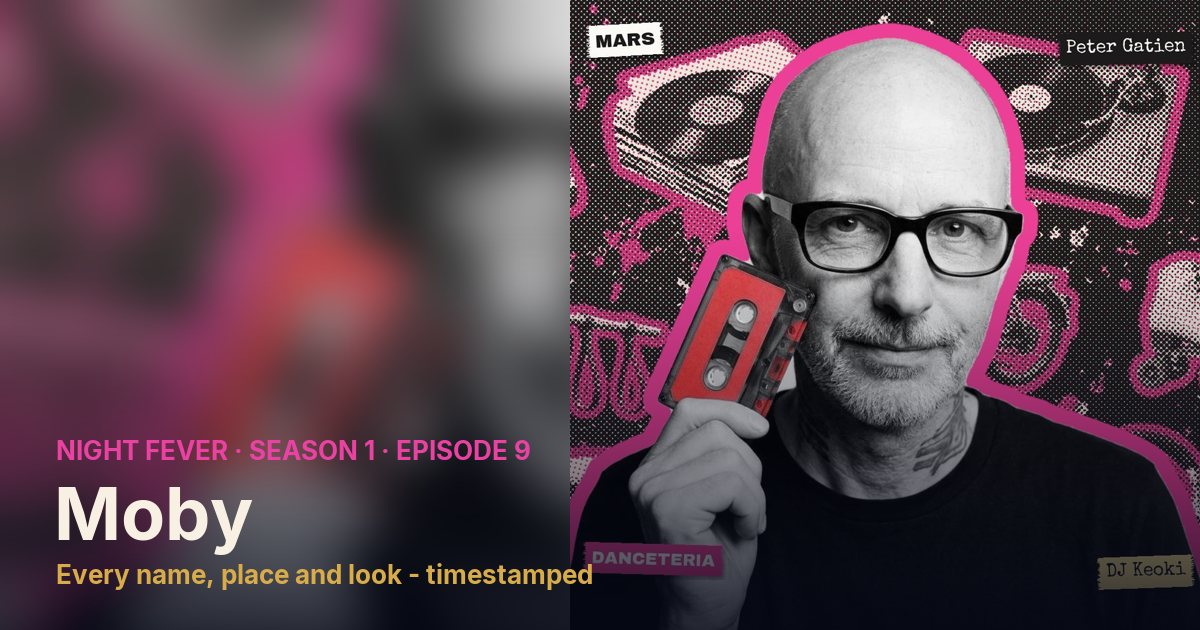 MARS
Peter Gatien
NIGHT FEVER · SEASON 1 · EPISODE 9
Moby
Every name, place and look - timestamped
DANCETERIA
DJ Keoki